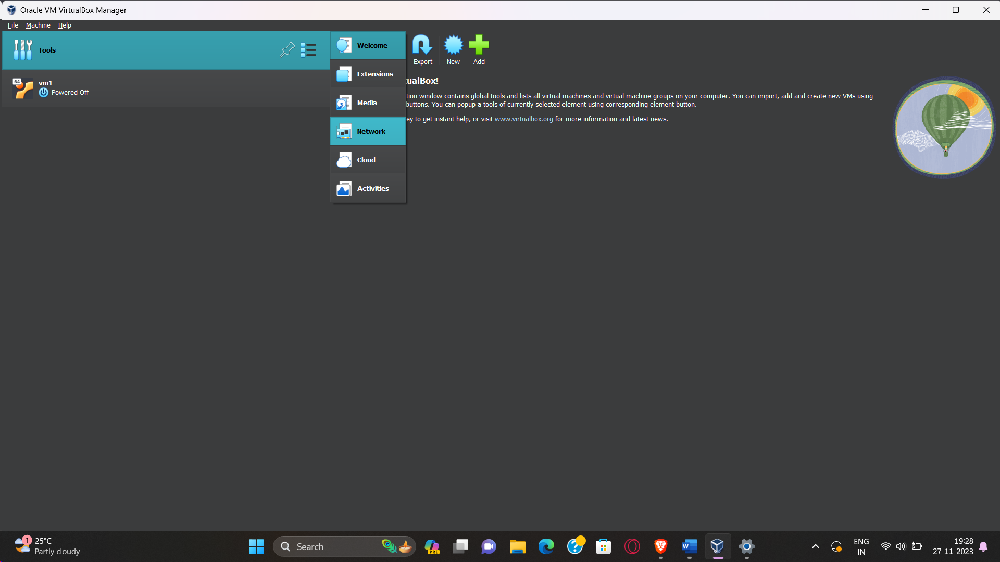 Oracle VM VirtualBox Manager
File Machine Help
Tools
64
vm1
Powered Off
Welcome
Extensions
Media
Network
Cloud
Activities
Export
New
Add
tualBox!
tion window contains global tools and lists all virtual machines and virtual machine groups on your computer. You can import, add and create new VMs using
buttons. You can popup a tools of currently selected element using corresponding element button.
ey to get instant help, or visit www.virtualbox.org for more information and latest news.
1
25°C
Partly cloudy
Search
PRE
W
ENG
IN
19:28
27-11-2023